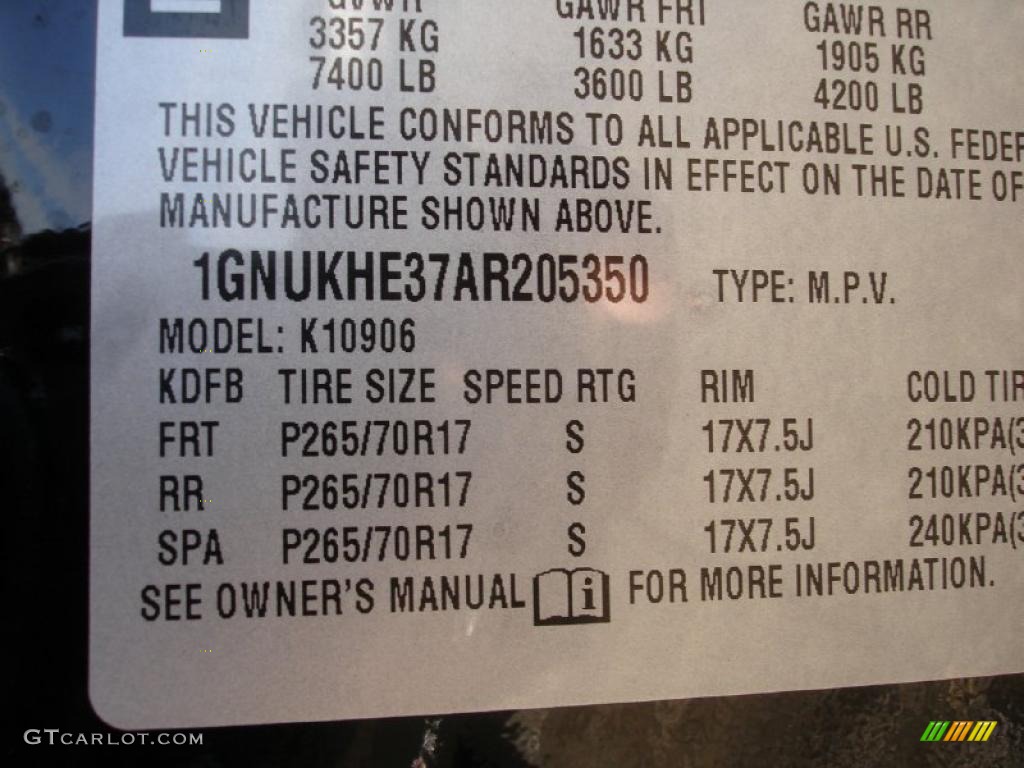 GVWR GAWR FRT GAWR RR
3357 KG 1633 KG 1905 KG
7400 LB 3600 LB 4200 LB
THIS VEHICLE CONFORMS TO ALL APPLICABLE U.S. FEDER
VEHICLE SAFETY STANDARDS IN EFFECT ON THE DATE OF
MANUFACTURE SHOWN ABOVE.
1GNUKHE37AR205350 TYPE: M.P.V.
MODEL: K10906
KDFB TIRE SIZE SPEED RTG RIM COLD TIR
FRT P265/70R17 S 17X7.5J 210KPA(3
RR P265/70R17 S 17X7.5J 210KPA(3
SPA P265/70R17 S 17X7.5J 240KPA(3
SEE OWNER'S MANUAL i FOR MORE INFORMATION.
GTCARLOT.COM